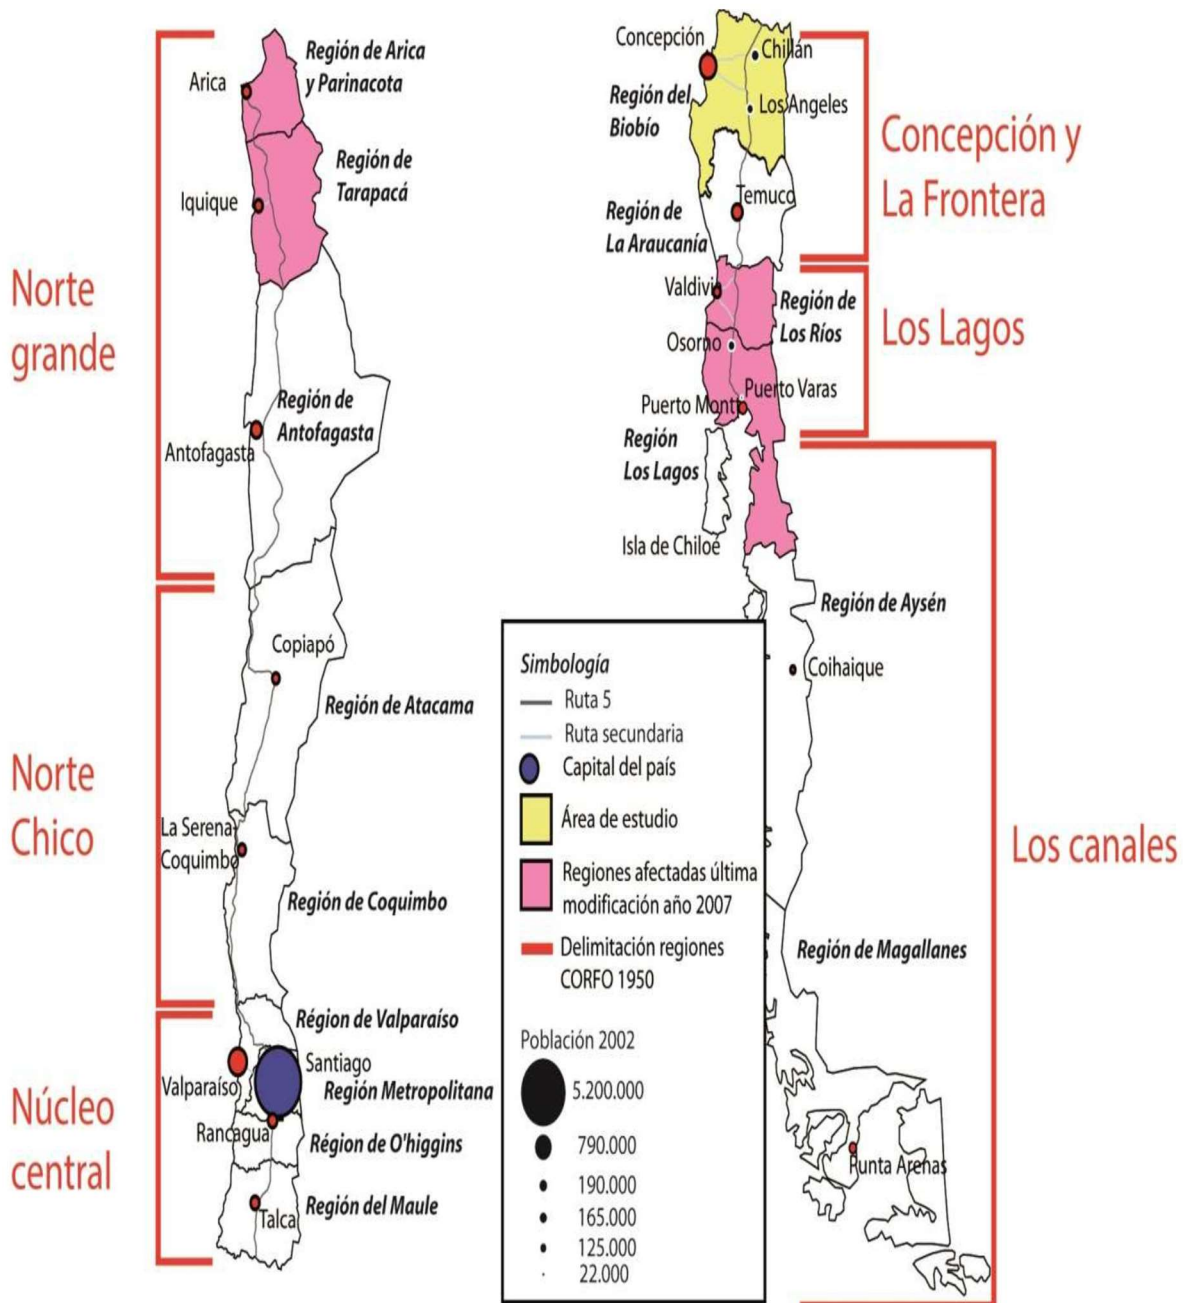 Región de Arica
y Parinacota
Arica
Región de
Tarapacá
Iquique
Norte
grande
Región de
Antofagasta
Antofagasta
Copiapó
Región de Atacama
Norte
Chico
La Serena-
Coquimbo
Región de Coquimbo
Región de Valparaíso
Santiago
Valparaíso
Región Metropolitana
Núcleo
central
Rancagua
Región de O'higgins
Región del Maule
Talca
Concepción
Chillán
Región del
Biobío
Los Angeles
Concepción y
La Frontera
Temuco
Región de
La Araucanía
Valdivia
Región de
Los Ríos
Los Lagos
Osorno
Puerto Varas
Puerto Montt
Región
Los Lagos
Isla de Chiloé
Región de Aysén
Coihaique
Los canales
Región de Magallanes
Punta Arenas
Simbología
Ruta 5
Ruta secundaria
Capital del país
Área de estudio
Regiones afectadas última
modificación año 2007
Delimitación regiones
CORFO 1950
Población 2002
5.200.000
790.000
190.000
165.000
125.000
22.000